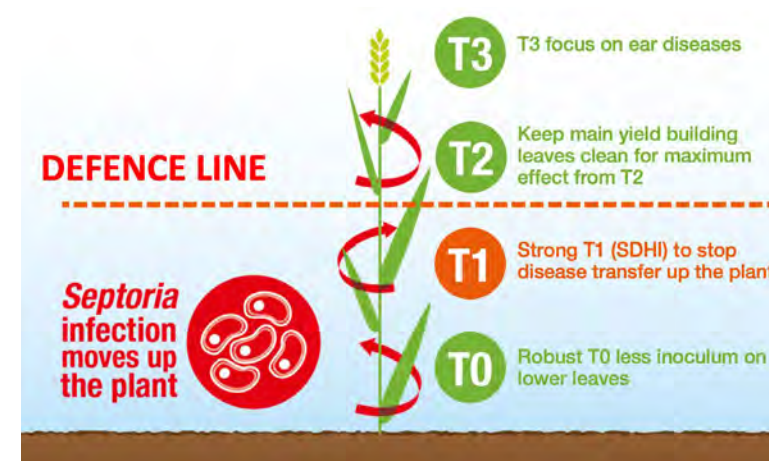 T3
T3 focus on ear diseases
T2
Keep main yield building
leaves clean for maximum
effect from T2
DEFENCE LINE
T1
Strong T1 (SDHI) to stop
disease transfer up the plant
Septoria
infection
moves up
the plant
T0
Robust T0 less inoculum on
lower leaves